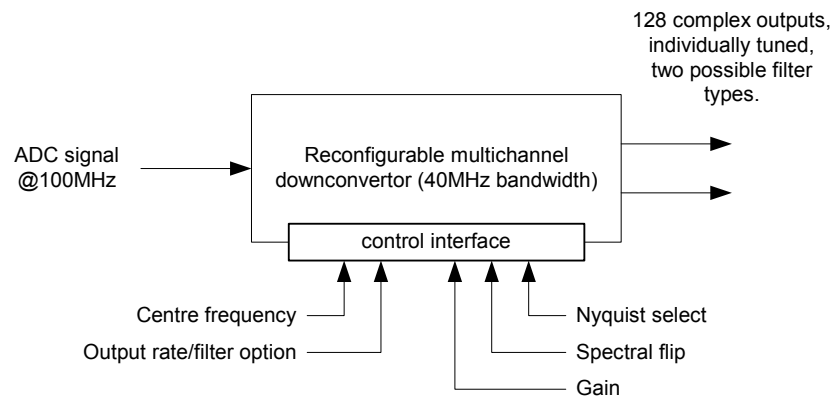 128 complex outputs,
individually tuned,
two possible filter
types.
ADC signal
@100MHz
Reconfigurable multichannel
downconvertor (40MHz bandwidth)
control interface
Centre frequency
Nyquist select
Output rate/filter option
Spectral flip
Gain